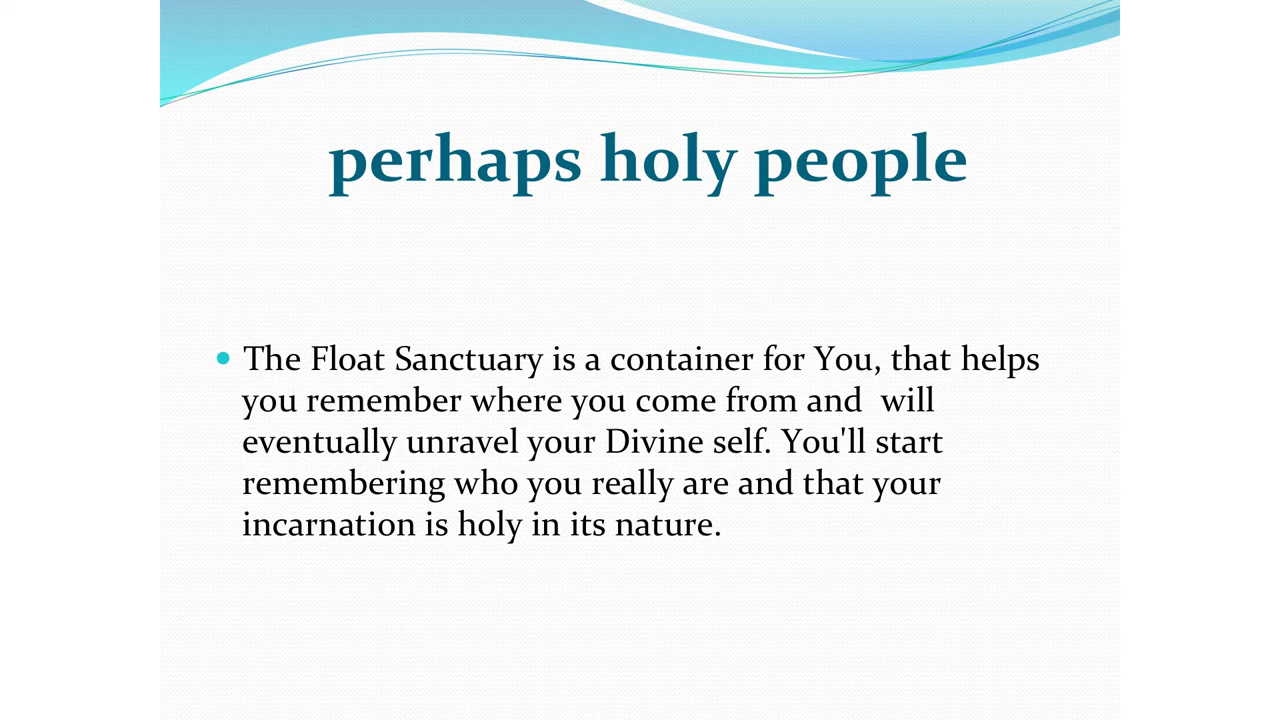 perhaps holy people
• The Float Sanctuary is a container for You, that helps
you remember where you come from and  will
eventually unravel your Divine self. You'll start
remembering who you really are and that your
incarnation is holy in its nature.